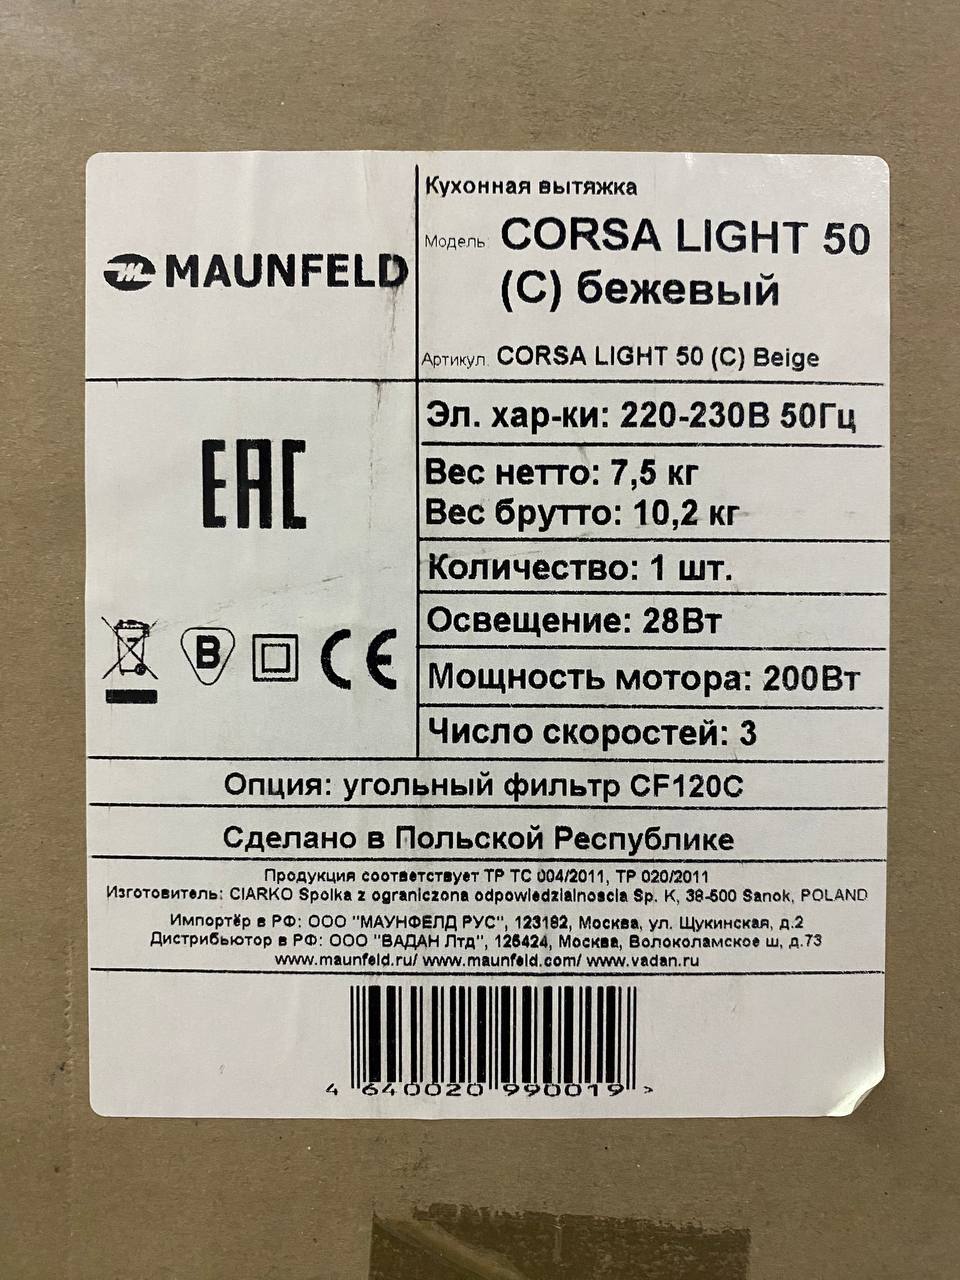 MAUNFELD
Кухонная вытяжка
Модель: CORSA LIGHT 50
(C) бежевый
Артикул: CORSA LIGHT 50 (C) Beige
EAC
Эл. хар-ки: 220-230В 50Гц
Вес нетто: 7,5 кг
Вес брутто: 10,2 кг
Количество: 1 шт.
Освещение: 28Вт
B
CE
Мощность мотора: 200Вт
Число скоростей: 3
Опция: угольный фильтр CF120C
Сделано в Польской Республике
Продукция соответствует ТР ТС 004/2011, ТР 020/2011
Изготовитель: CIARKO Spolka z ograniczona odpowiedzialnoscia Sp. K, 38-500 Sanok, POLAND
Импортёр в РФ: ООО "МАУНФЕЛД РУС", 123182, Москва, ул. Щукинская, д.2
Дистрибьютор в РФ: ООО "ВАДАН Лтд", 125424, Москва, Волоколамское ш, д.73
www.maunfeld.ru/ www.maunfeld.com/ www.vadan.ru
4 640020 990019 >